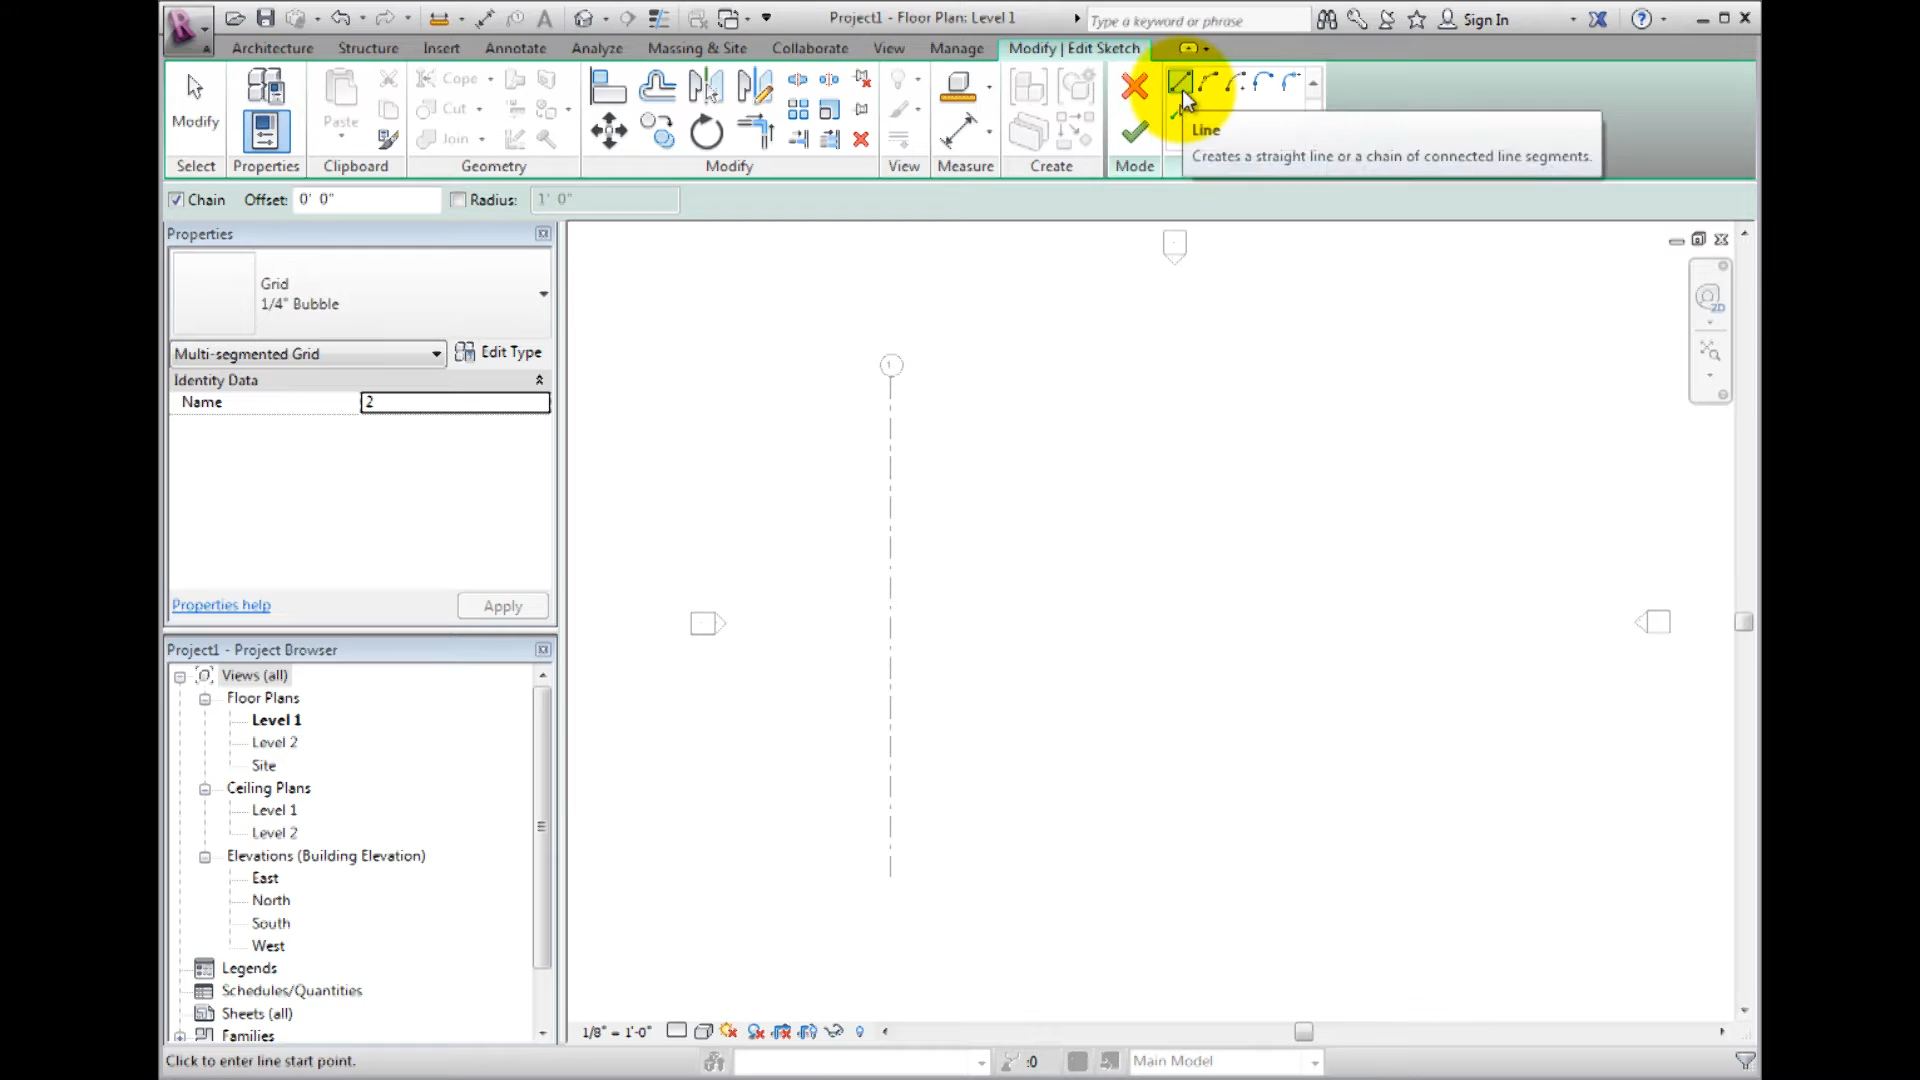 Project1 - Floor Plan: Level 1
Type a keyword or phrase
Sign In
Architecture Structure Insert Annotate Analyze Massing & Site Collaborate View Manage Modify | Edit Sketch
Modify
Paste
Cope
Cut
Join
Select Properties Clipboard Geometry Modify View Measure Create Mode
Line
Creates a straight line or a chain of connected line segments.
Chain Offset: 0' 0" Radius: 1' 0"
Properties
Grid
1/4" Bubble
Multi-segmented Grid Edit Type
Identity Data
Name 2
Properties help Apply
1
2D
Project1 - Project Browser
Views (all)
Floor Plans
Level 1
Level 2
Site
Ceiling Plans
Level 1
Level 2
Elevations (Building Elevation)
East
North
South
West
Legends
Schedules/Quantities
Sheets (all)
Families
1/8" = 1'-0"
Click to enter line start point.
:0
Main Model